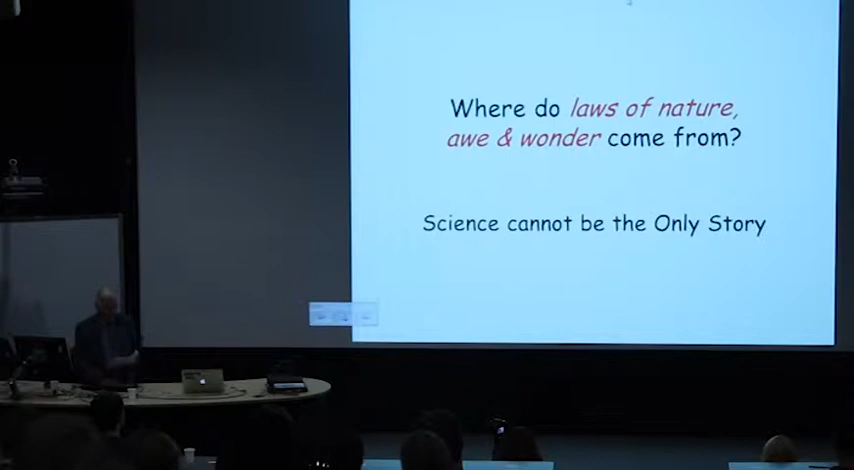 Where do laws of nature,
awe & wonder come from?
Science cannot be the Only Story